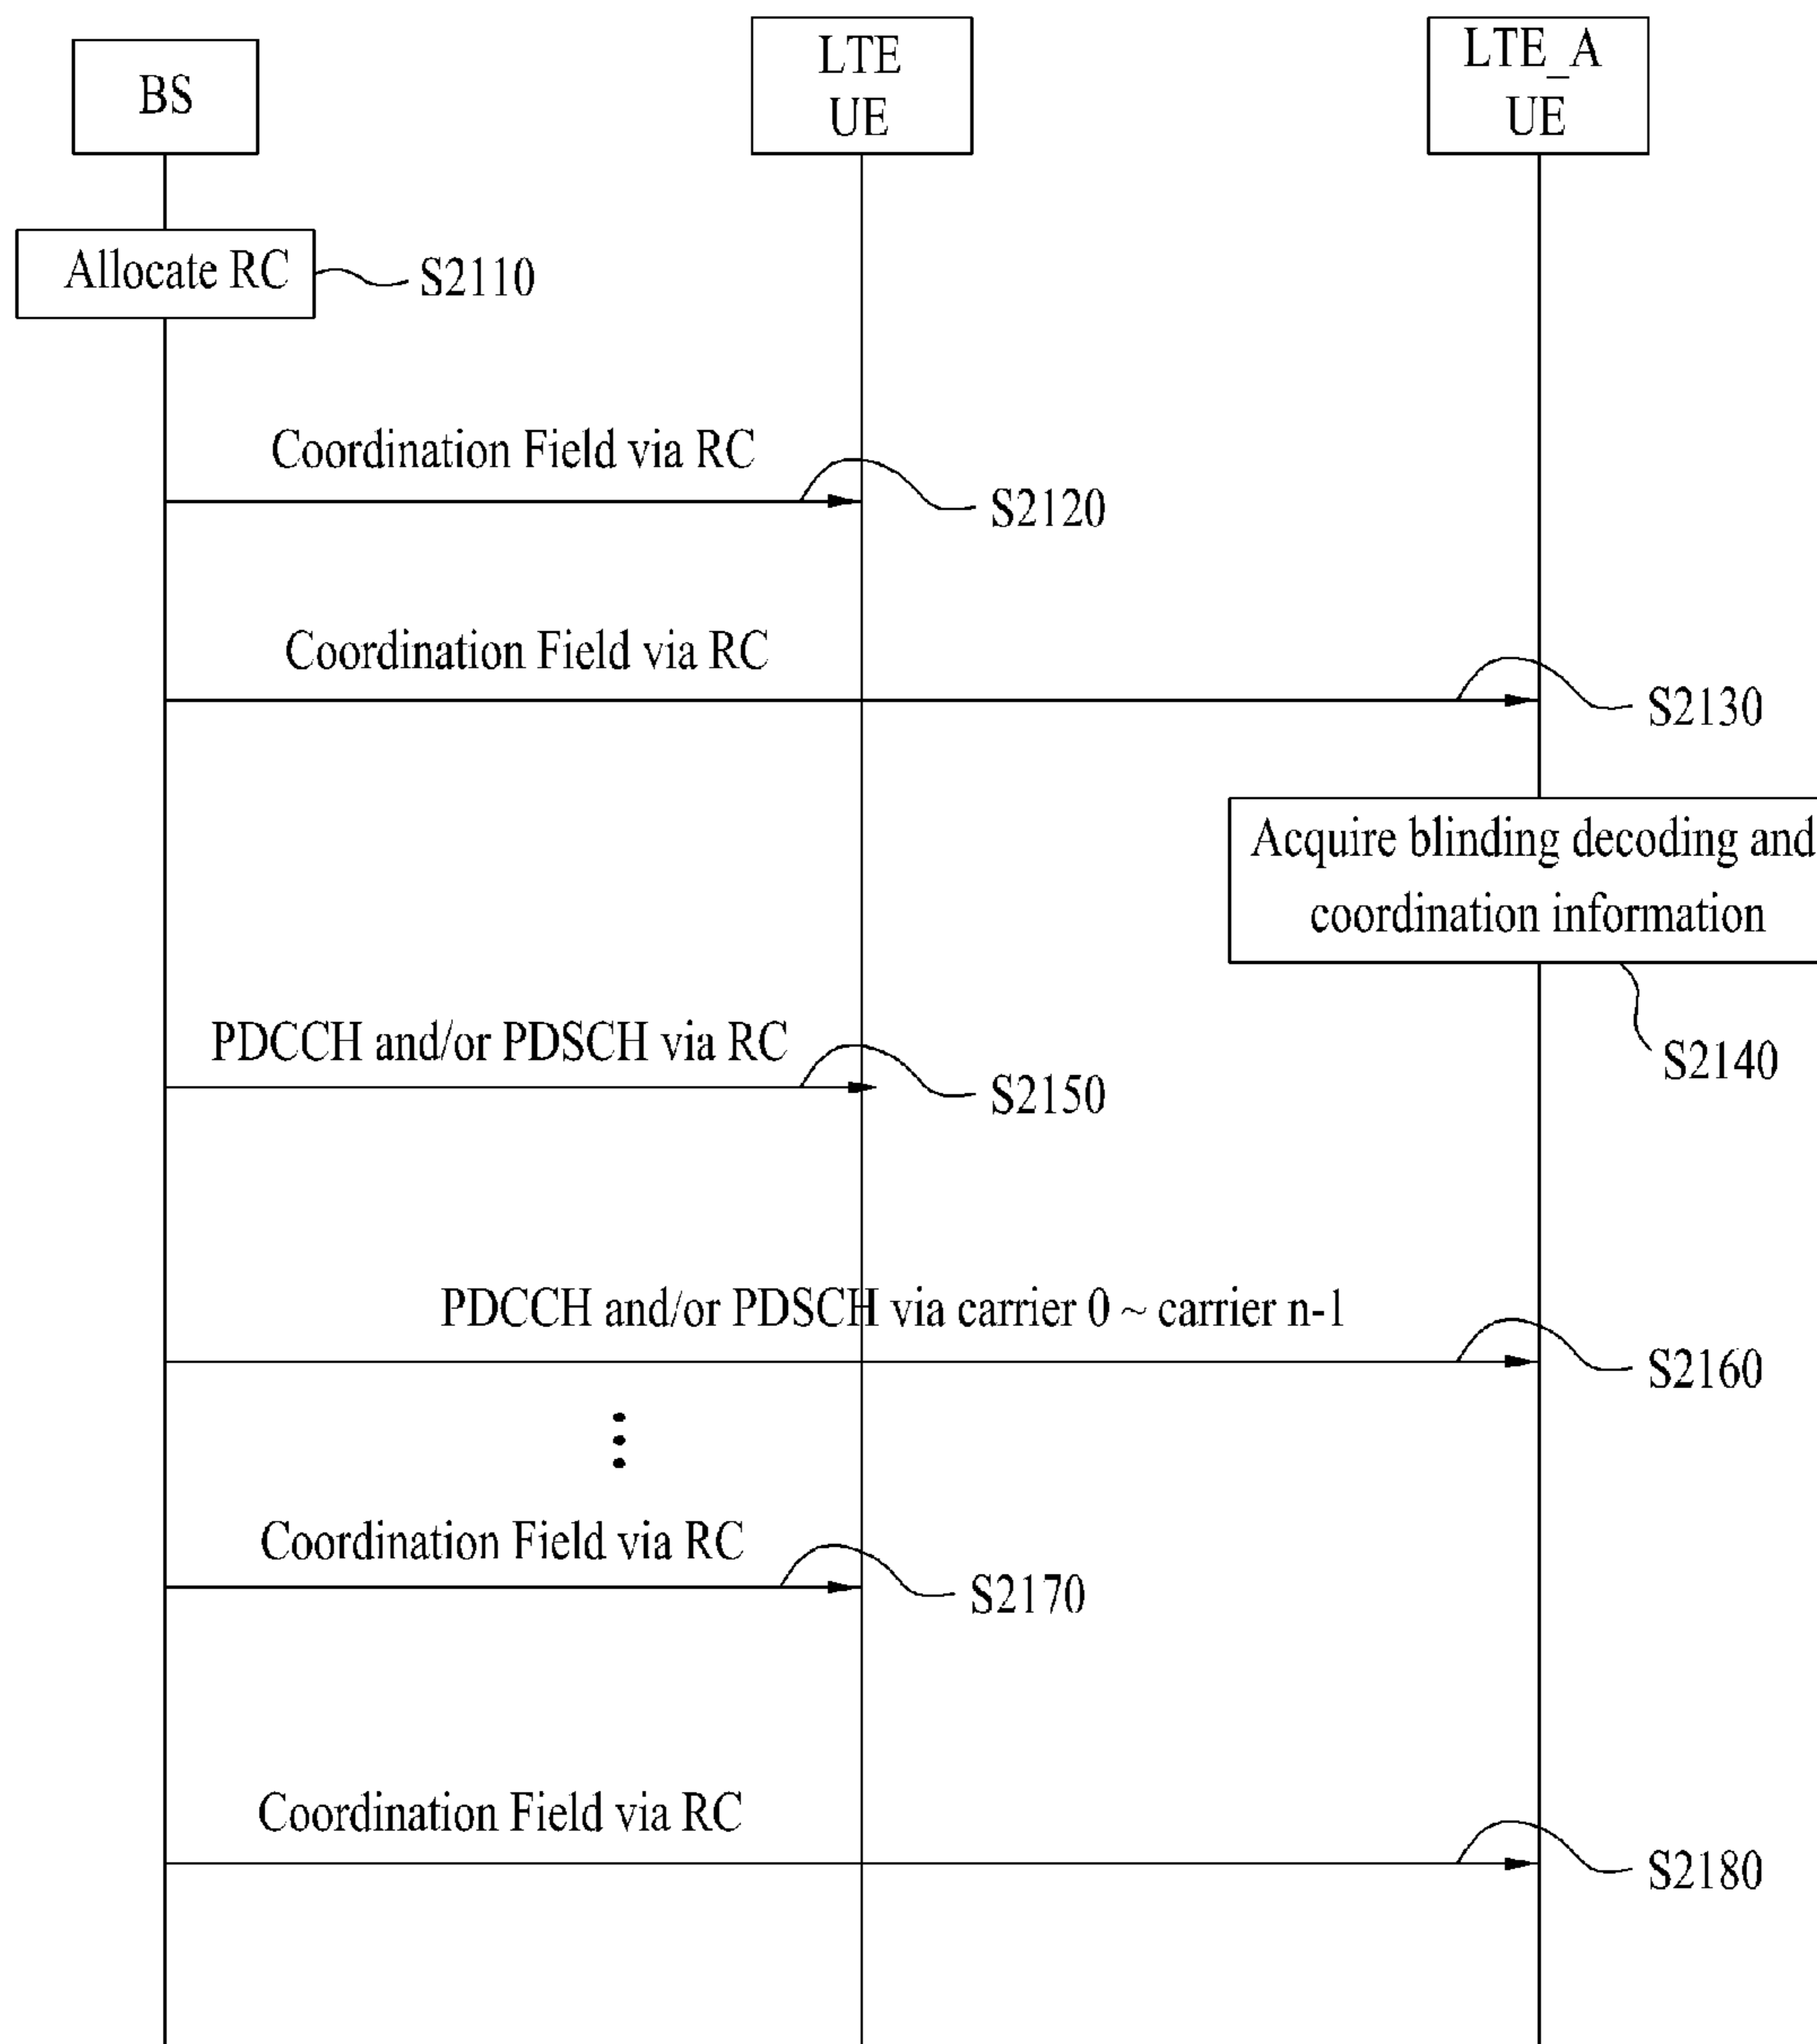 BS
LTE
UE
LTE_A
UE
Allocate RC
S2110
Coordination Field via RC
S2120
Coordination Field via RC
S2130
Acquire blinding decoding and
coordination information
S2140
PDCCH and/or PDSCH via RC
S2150
PDCCH and/or PDSCH via carrier 0 ~ carrier n-1
S2160
Coordination Field via RC
S2170
Coordination Field via RC
S2180